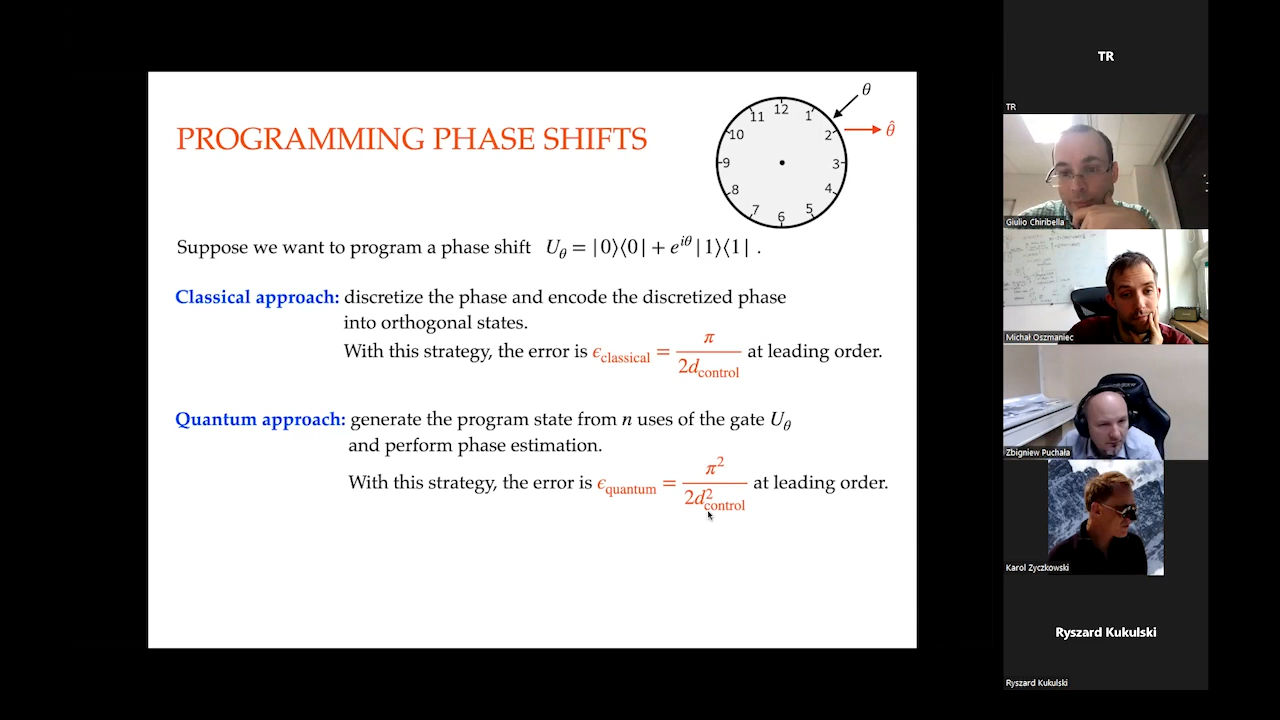 PROGRAMMING PHASE SHIFTS
12
1
2
3
4
5
6
7
8
9
10
11
θ
θ̂
Suppose we want to program a phase shift U_θ = |0⟩⟨0| + e^{iθ} |1⟩⟨1| .
Classical approach: discretize the phase and encode the discretized phase
into orthogonal states.
With this strategy, the error is ϵ_classical = π / 2d_control at leading order.
Quantum approach: generate the program state from n uses of the gate U_θ
and perform phase estimation.
With this strategy, the error is ϵ_quantum = π² / 2d²_control at leading order.
TR
TR
Giulio Chiribella
Michał Oszmaniec
Zbigniew Puchała
Karol Zyczkowski
Ryszard Kukulski
Ryszard Kukulski